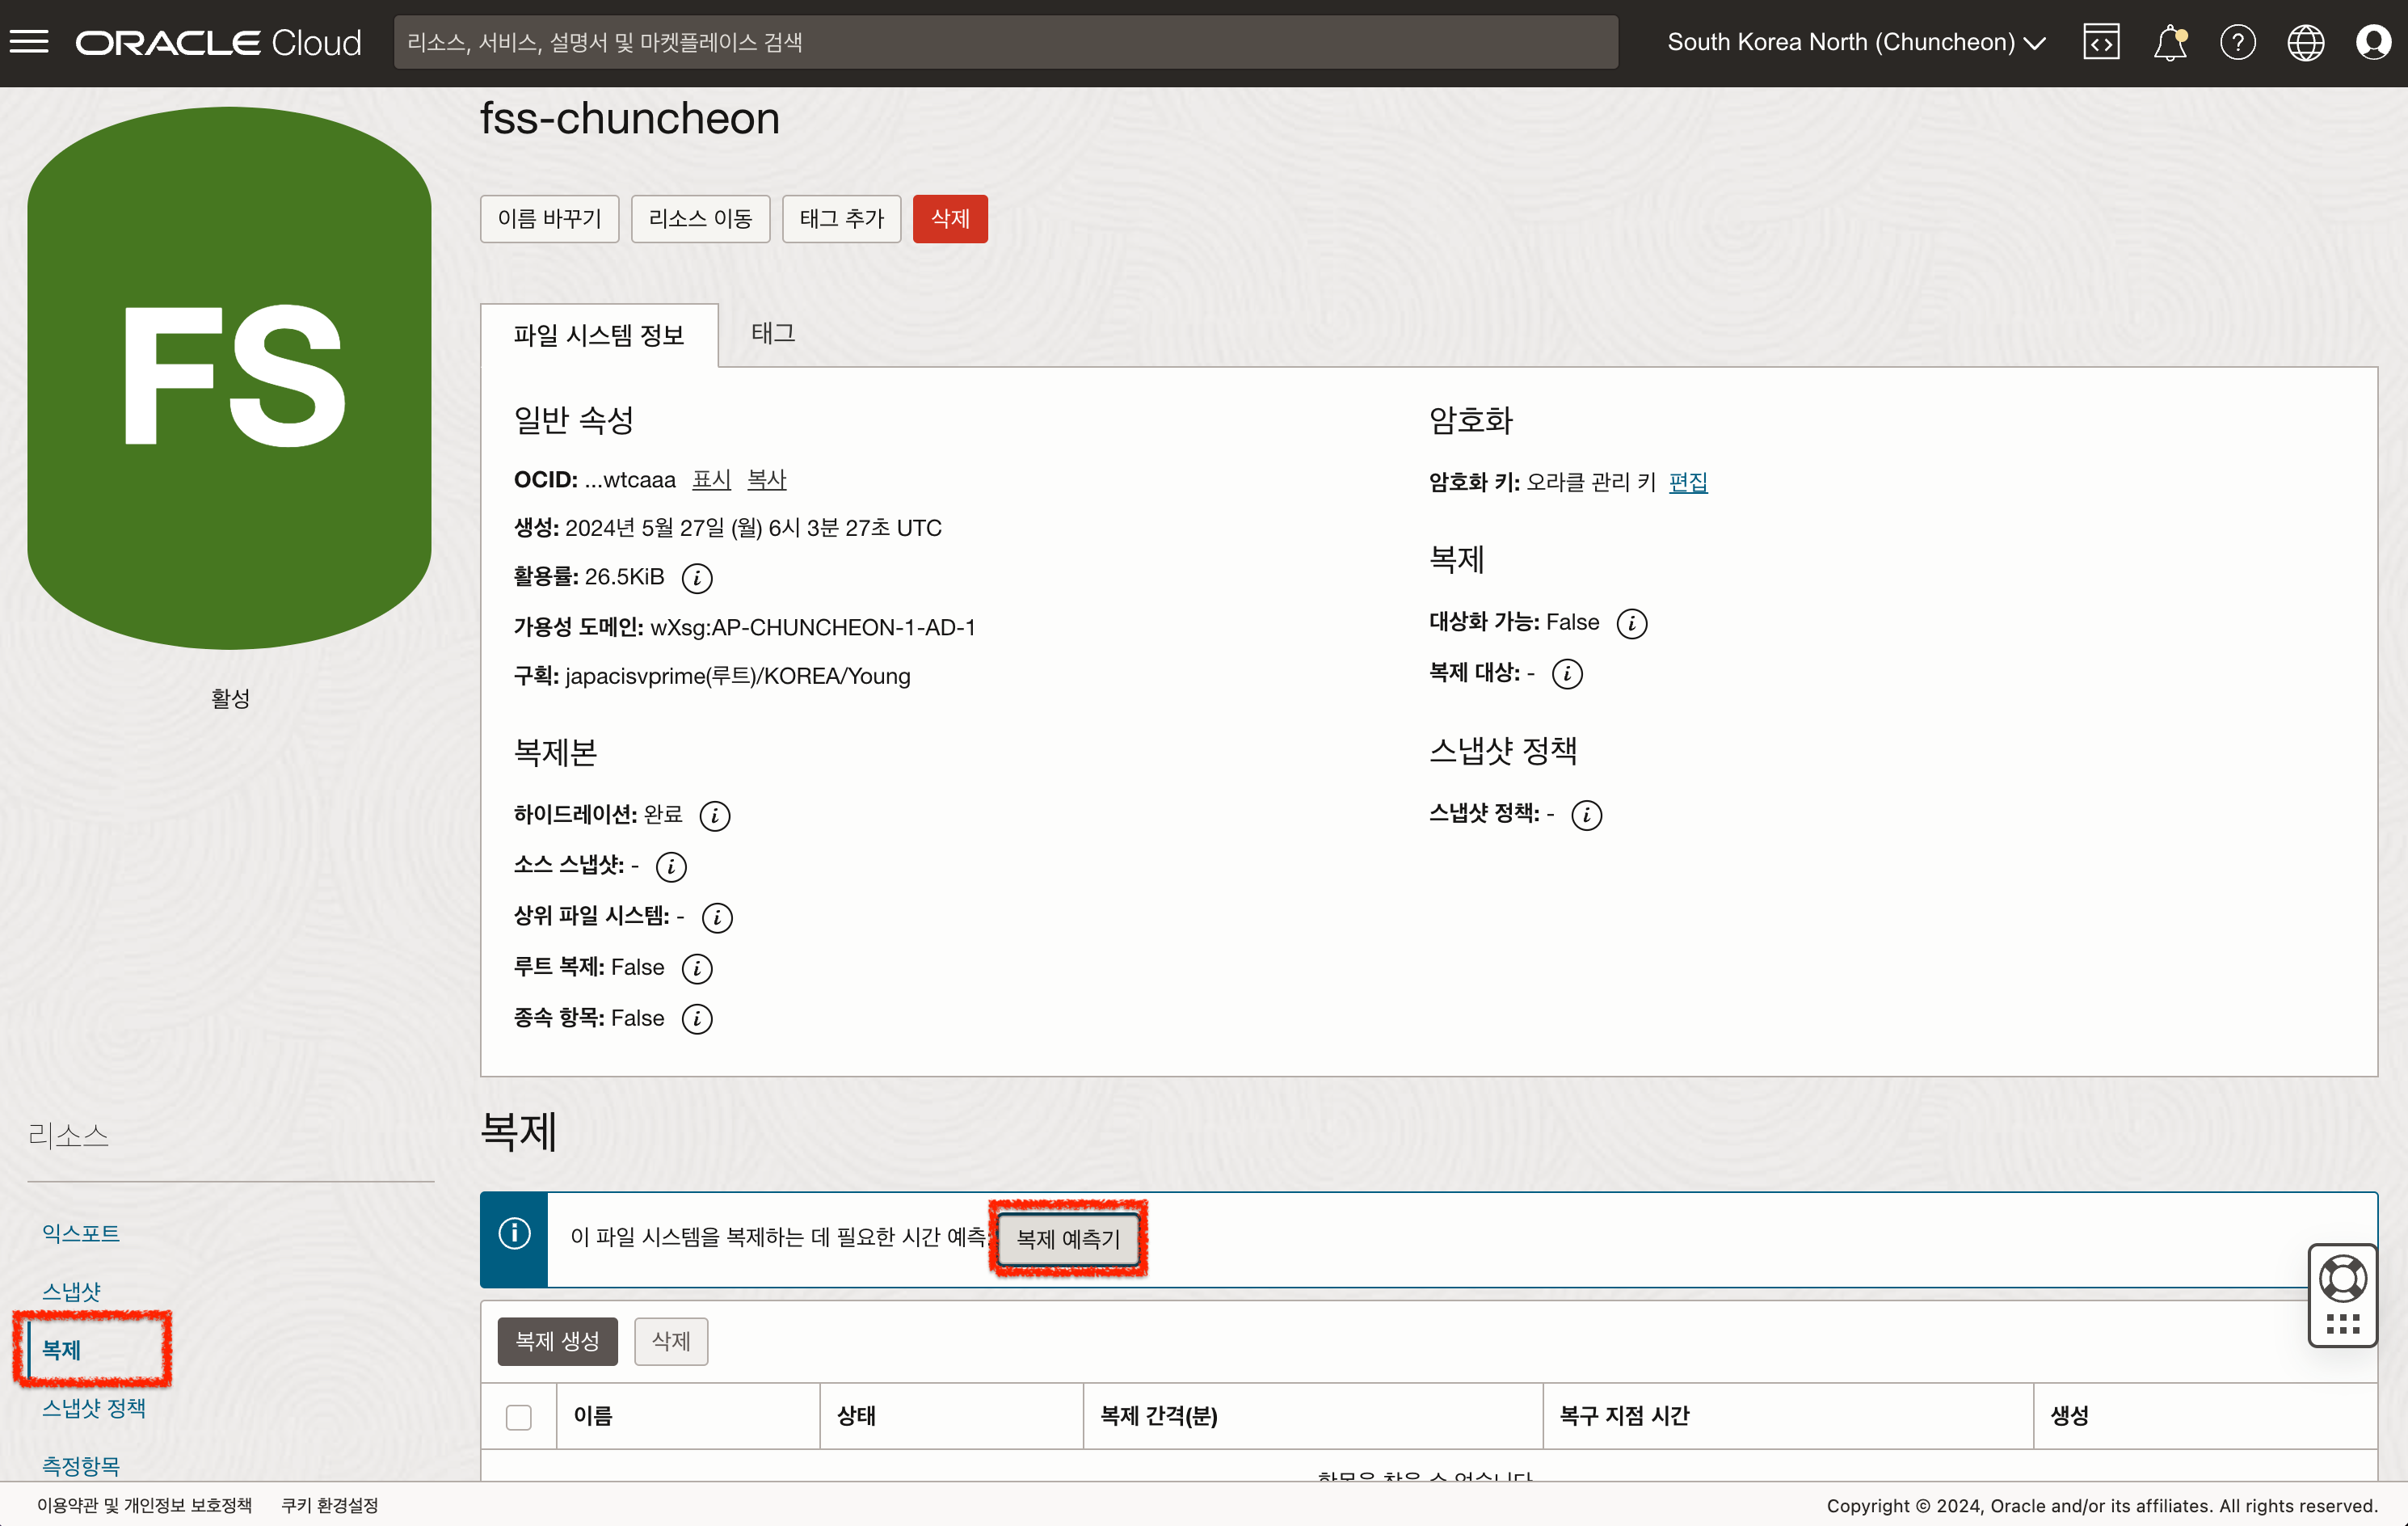 ORACLE Cloud
리소스, 서비스, 설명서 및 마켓플레이스 검색
South Korea North (Chuncheon)
FS
활성
fss-chuncheon
이름 바꾸기
리소스 이동
태그 추가
삭제
파일 시스템 정보
태그
일반 속성
OCID: ...wtcaaa 표시 복사
생성: 2024년 5월 27일 (월) 6시 3분 27초 UTC
활용률: 26.5KiB
가용성 도메인: wXsg:AP-CHUNCHEON-1-AD-1
구획: japacisvprime(루트)/KOREA/Young
복제본
하이드레이션: 완료
소스 스냅샷: -
상위 파일 시스템: -
루트 복제: False
종속 항목: False
암호화
암호화 키: 오라클 관리 키 편집
복제
대상화 가능: False
복제 대상: -
스냅샷 정책
스냅샷 정책: -
리소스
익스포트
스냅샷
복제
스냅샷 정책
측정항목
복제
이 파일 시스템을 복제하는 데 필요한 시간 예측.
복제 예측기
복제 생성
삭제
이름
상태
복제 간격(분)
복구 지점 시간
생성
항목을 찾을 수 없습니다
이용약관 및 개인정보 보호정책
쿠키 환경설정
Copyright © 2024, Oracle and/or its affiliates. All rights reserved.